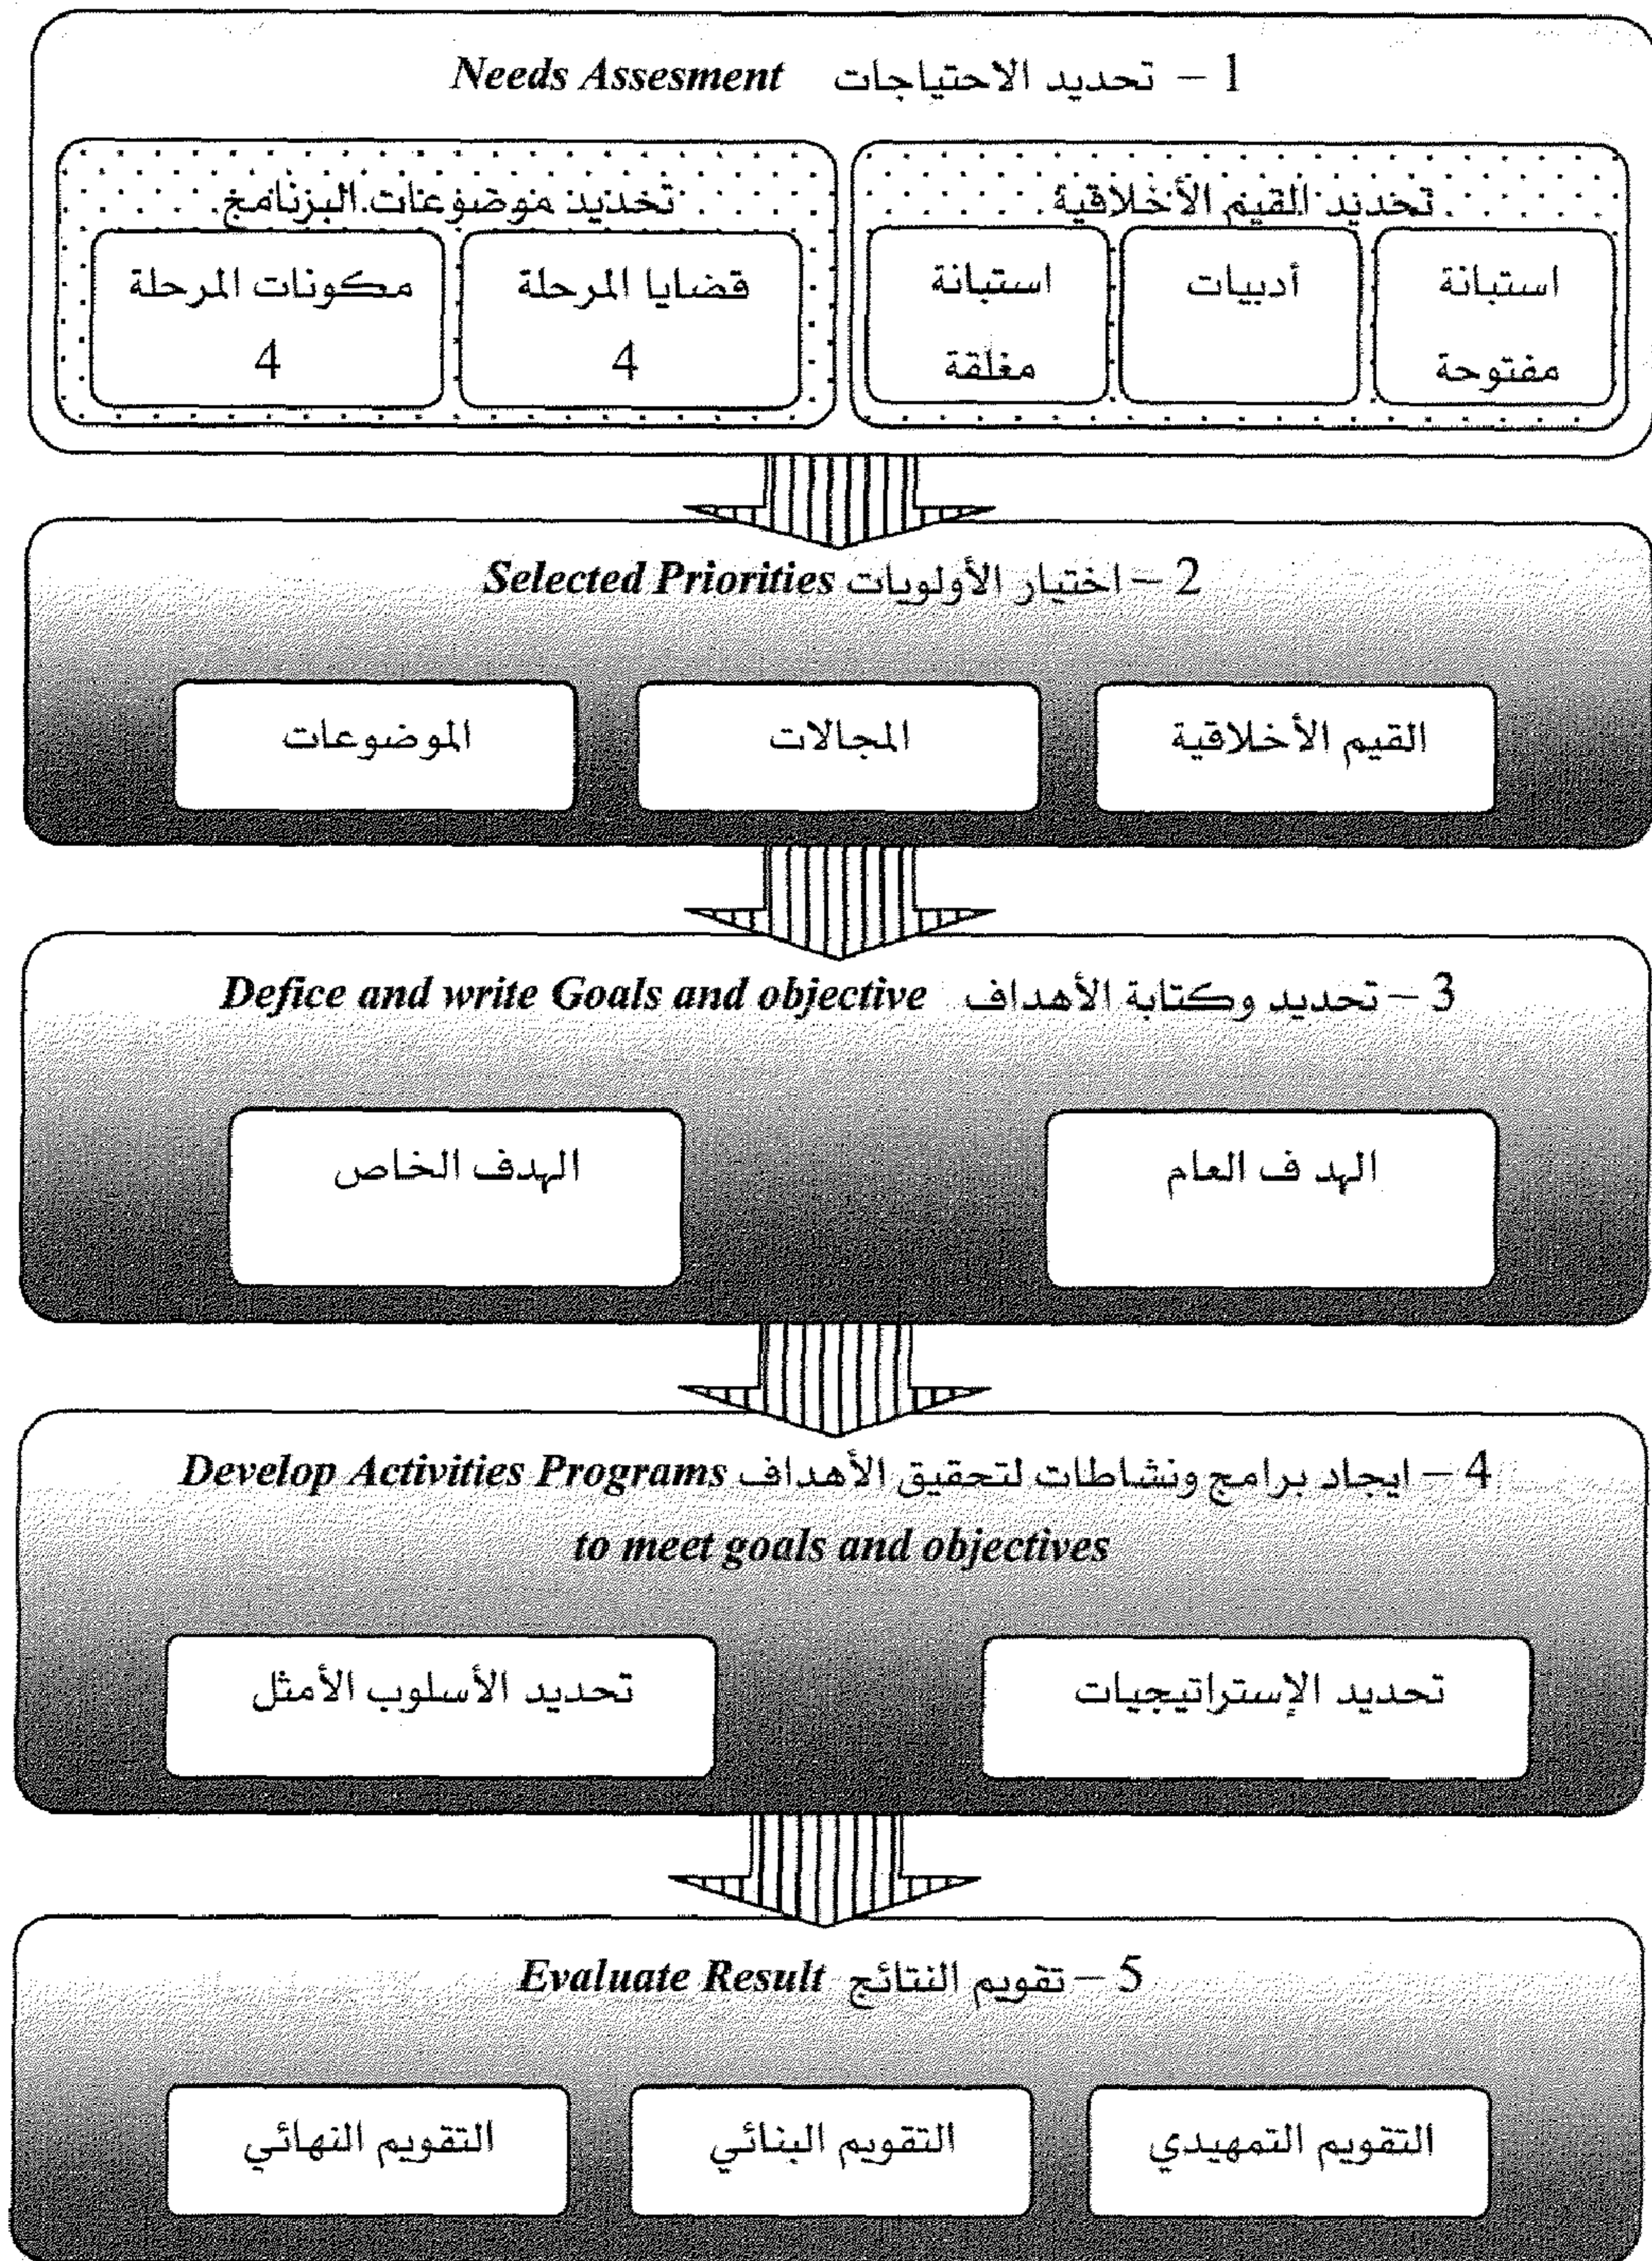 1 – تحديد الاحتياجات Needs Assesment
تحديد القيم الأخلاقية
استبانة
مفتوحة
أدبيات
استبانة
مغلقة
تحديد موضوعات البرنامج
قضايا المرحلة
4
مكونات المرحلة
4
2 – اختيار الأولويات Selected Priorities
القيم الأخلاقية
المجالات
الموضوعات
3 – تحديد وكتابة الأهداف Defice and write Goals and objective
الهد ف العام
الهدف الخاص
4 – ايجاد برامج ونشاطات لتحقيق الأهداف Develop Activities Programs
to meet goals and objectives
تحديد الإستراتيجيات
تحديد الأسلوب الأمثل
5 – تقويم النتائج Evaluate Result
التقويم التمهيدي
التقويم البنائي
التقويم النهائي